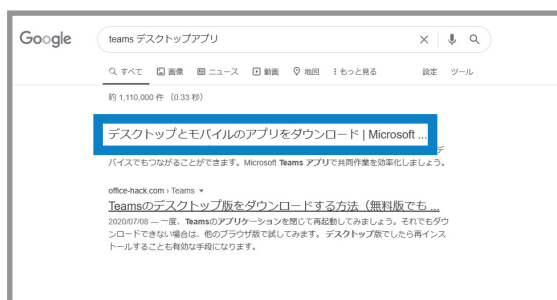 Google
teams デスクトップアプリ
すべて 画像 ニュース 動画 地図 もっと見る 設定 ツール
約 1,110,000 件 （0.33 秒）
デスクトップとモバイルのアプリをダウンロード | Microsoft ...
バイスでもつながることができます。Microsoft Teams アプリで共同作業を効率化しましょう。
office-hack.com › Teams
Teamsのデスクトップ版をダウンロードする方法（無料版でも ...
2020/07/08 — 一度、Teamsのアプリケーションを閉じて再起動してみましょう。それでもダウ
ンロードできない場合は、他のブラウザ版で試してみます。デスクトップ版でしたら再インス
トールすることも有効な手段になります。